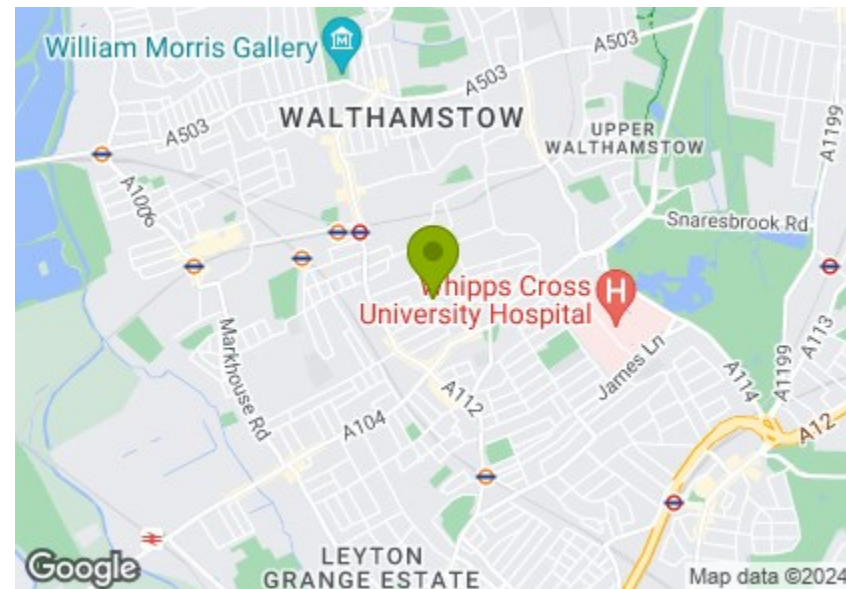 William Morris Gallery
A503
A503
A503
WALTHAMSTOW
UPPER
WALTHAMSTOW
A1199
A1006
Snaresbrook Rd
Whipps Cross
University Hospital
H
Markhouse Rd
James Ln
A113
A1199
A114
A112
A104
A12
LEYTON
GRANGE ESTATE
Google
Map data ©2024